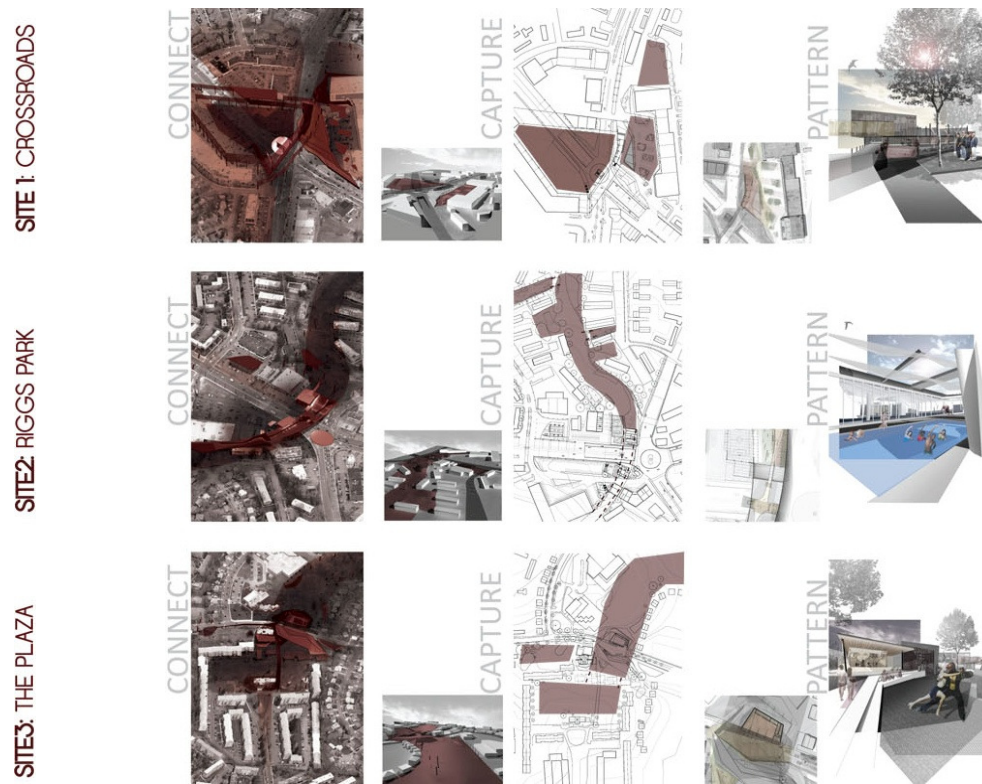 SITE 1: CROSSROADS
CONNECT
CAPTURE
PATTERN
SITE2: RIGGS PARK
CONNECT
CAPTURE
PATTERN
SITE3: THE PLAZA
CONNECT
CAPTURE
PATTERN